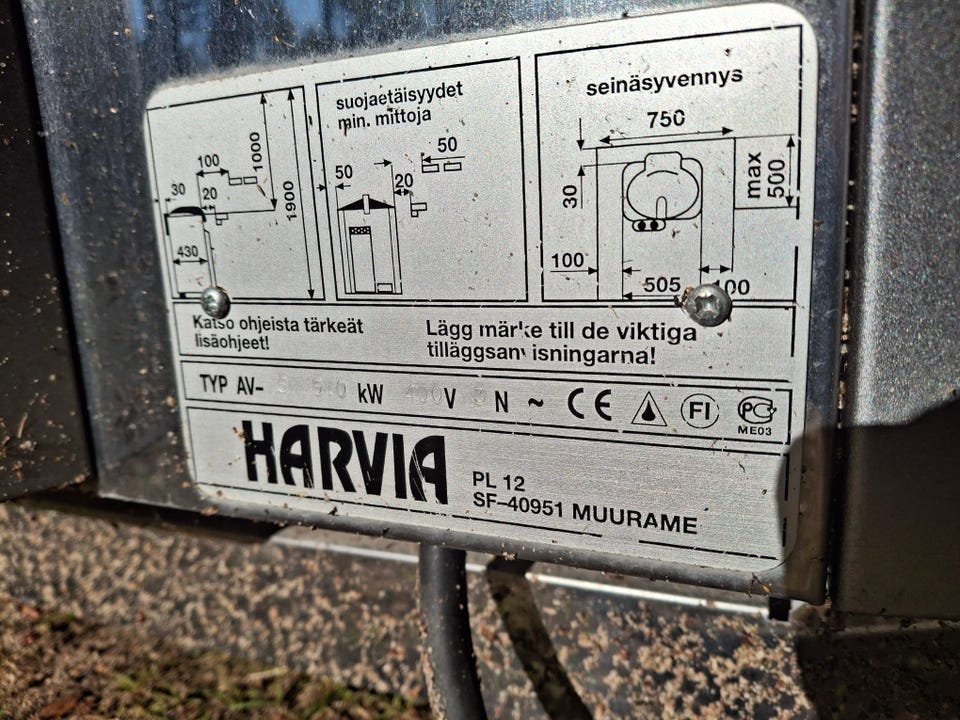 30
100
20
1000
1900
430
suojaetäisyydet
min. mittoja
50
50
20
seinäsyvennys
750
max
500
30
100
505
100
Katso ohjeista tärkeät
lisäohjeet!
Lägg märke till de viktiga
tilläggsanvisningarna!
TYP AV- kW 400V N ~ CE FI
ME03
HARVIA
PL 12
SF-40951 MUURAME